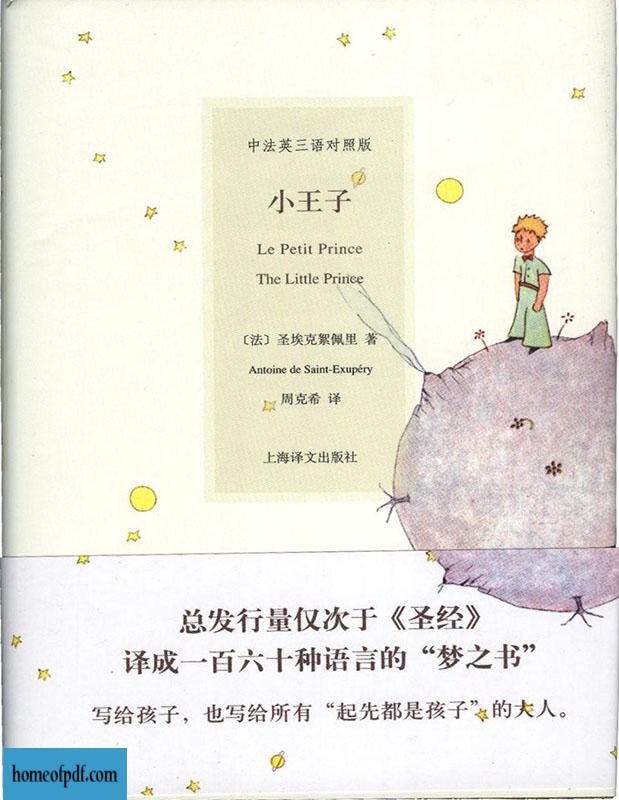 中法英三语对照版
小王子
Le Petit Prince
The Little Prince
〔法〕圣埃克絮佩里 著
Antoine de Saint-Exupéry
周克希 译
上海译文出版社
总发行量仅次于《圣经》
译成一百六十种语言的“梦之书”
写给孩子，也写给所有“起先都是孩子”的大人。
homeofpdf.com